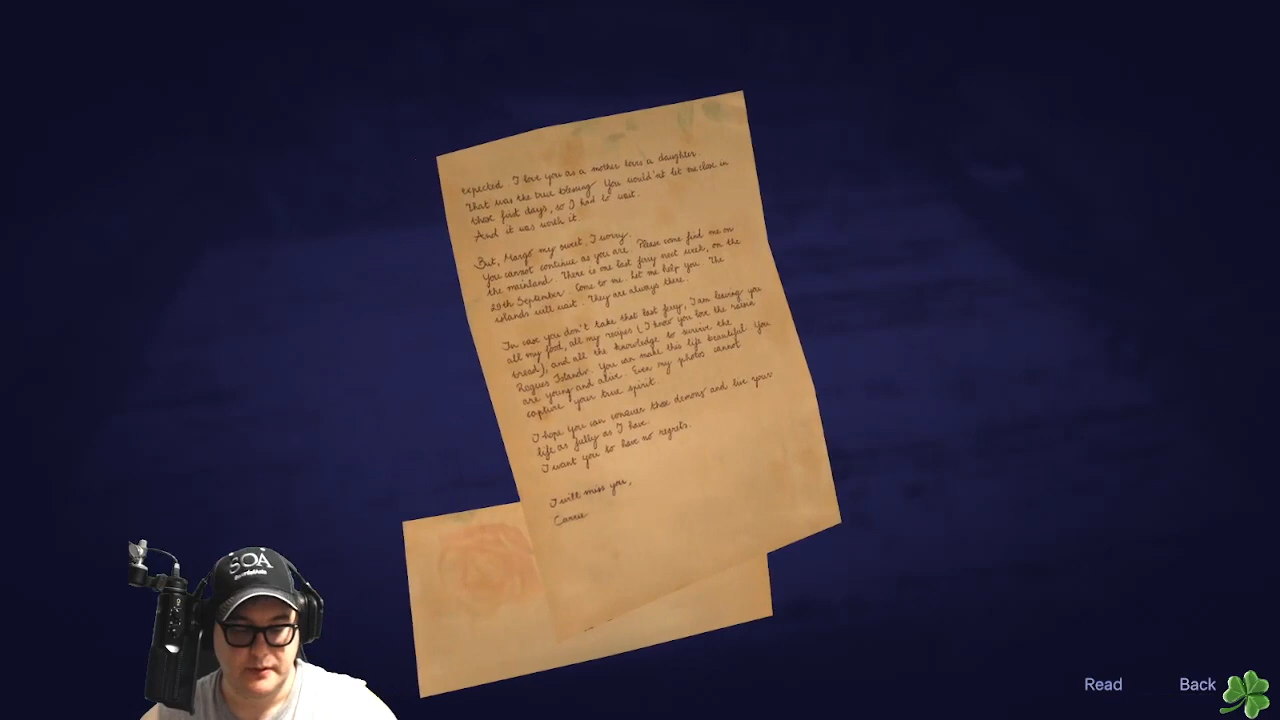 expected. I love you as a mother loves a daughter.
That was the true blessing. You would'nt let me close in
those first days, so I had to wait.
And it was worth it.
But, Margo my sweet, I worry.
You cannot continue as you are. Please come find me on
the mainland. There is one last ferry next week, on the
29th September. Come to me. Let me help you. The
islands will wait. They are always there.
In case you don't take that last ferry, I am leaving you
all my food, all my recipes (I know you love the raisin
bread), and all the knowledge to survive the
Rogues Islands. You can make this life beautiful. You
are young and alive. Even my photos cannot
capture your true spirit.
I hope you can conquer those demons and live your
life as fully as I have.
I want you to have no regrets.
I will miss you,
Carrie
SOA
Read
Back